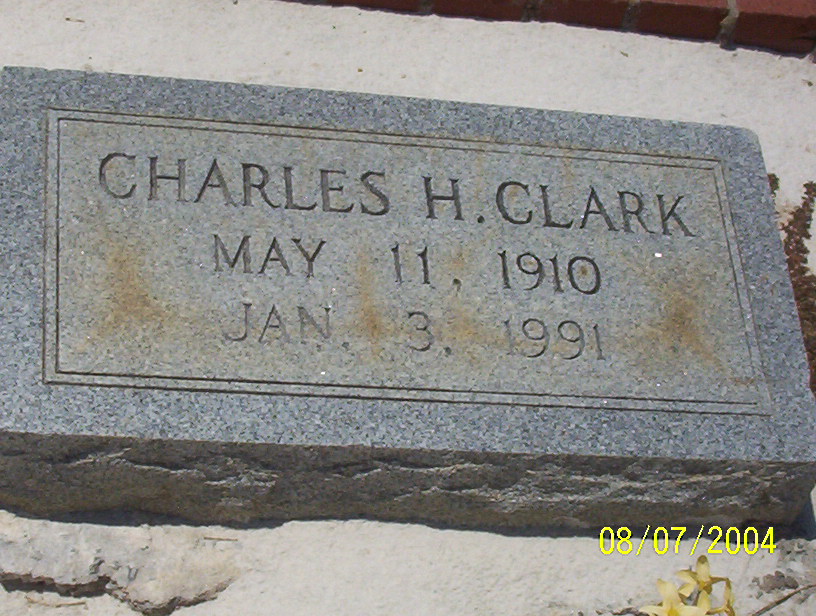 CHARLES H. CLARK
MAY 11, 1910
JAN. 3, 1991
08/07/2004